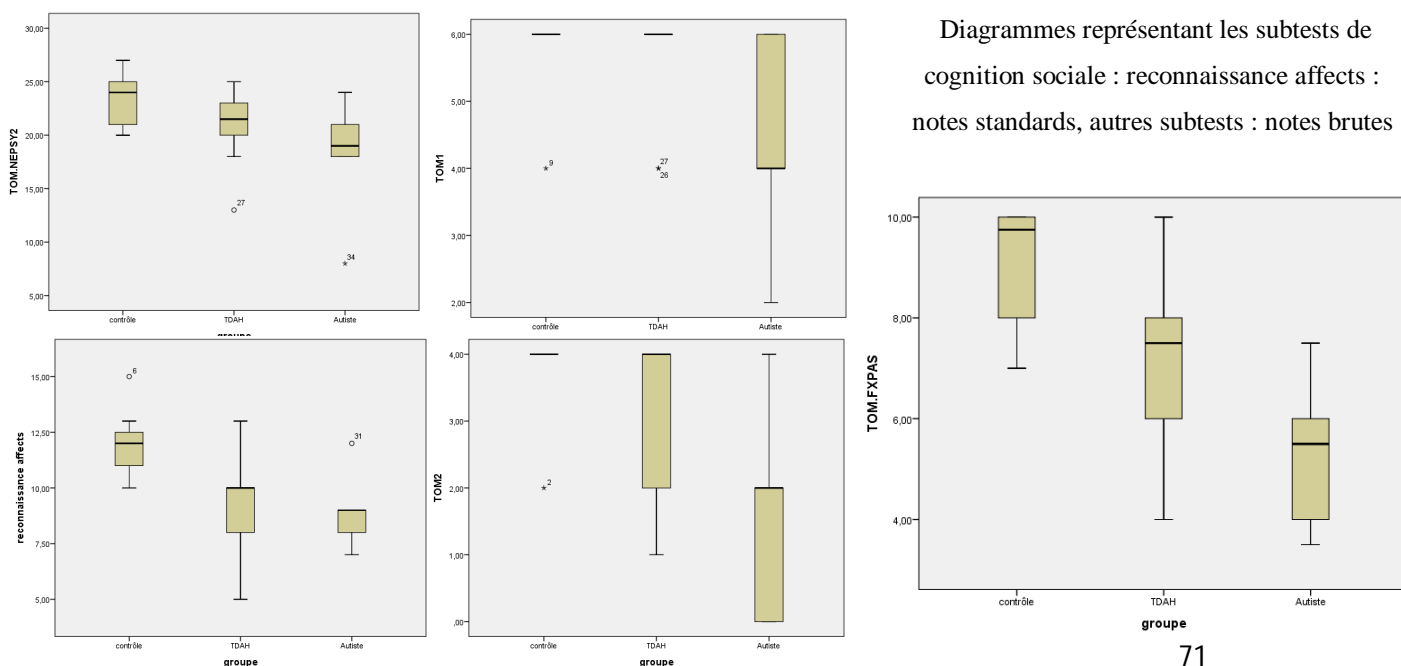 30,00
25,00
20,00
15,00
10,00
5,00
TOM.NEPSY2
27
34
contrôle TDAH Autiste
groupe
6,00
5,00
4,00
3,00
2,00
TOM1
9
27
26
contrôle TDAH Autiste
Diagrammes représentant les subtests de
cognition sociale : reconnaissance affects :
notes standards, autres subtests : notes brutes
15,00
12,50
10,00
7,50
5,00
reconnaissance affects
6
31
contrôle TDAH Autiste
groupe
4,00
3,00
2,00
1,00
,00
TOM2
2
contrôle TDAH Autiste
groupe
10,00
8,00
6,00
4,00
TOM.FXPAS
contrôle TDAH Autiste
groupe
71